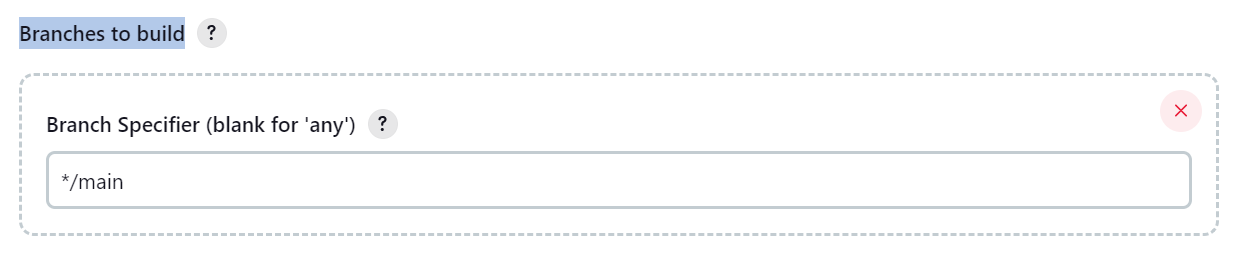 Branches to build ?
Branch Specifier (blank for 'any') ?
*/main